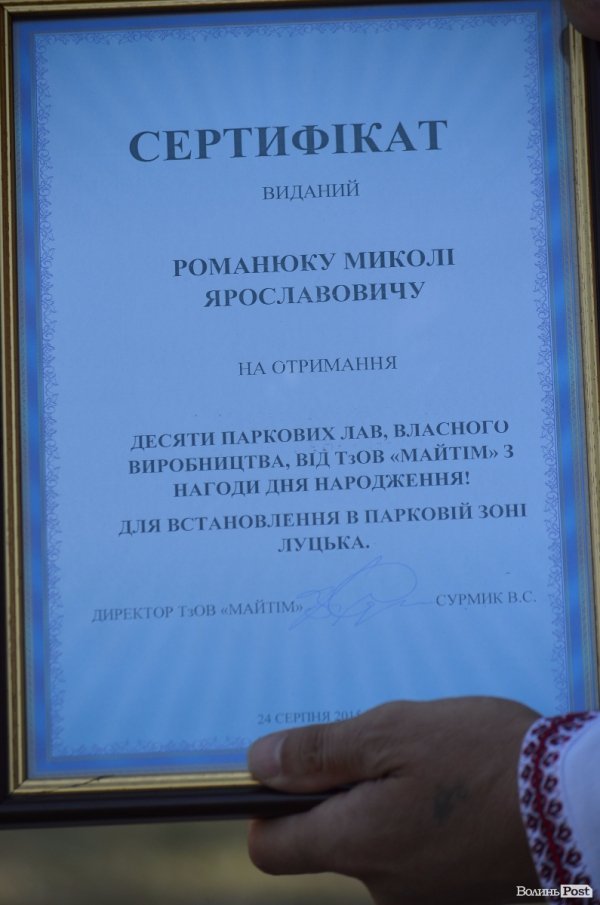 СЕРТИФІКАТ
ВИДАНИЙ
РОМАНЮКУ МИКОЛІ
ЯРОСЛАВОВИЧУ
НА ОТРИМАННЯ
ДЕСЯТИ ПАРКОВИХ ЛАВ, ВЛАСНОГО
ВИРОБНИЦТВА, ВІД ТзОВ «МАЙТІМ» З
НАГОДИ ДНЯ НАРОДЖЕННЯ!
ДЛЯ ВСТАНОВЛЕННЯ В ПАРКОВІЙ ЗОНІ
ЛУЦЬКА.
ДИРЕКТОР ТзОВ «МАЙТІМ» СУРМИК В.С.
24 СЕРПНЯ
Волинь Post